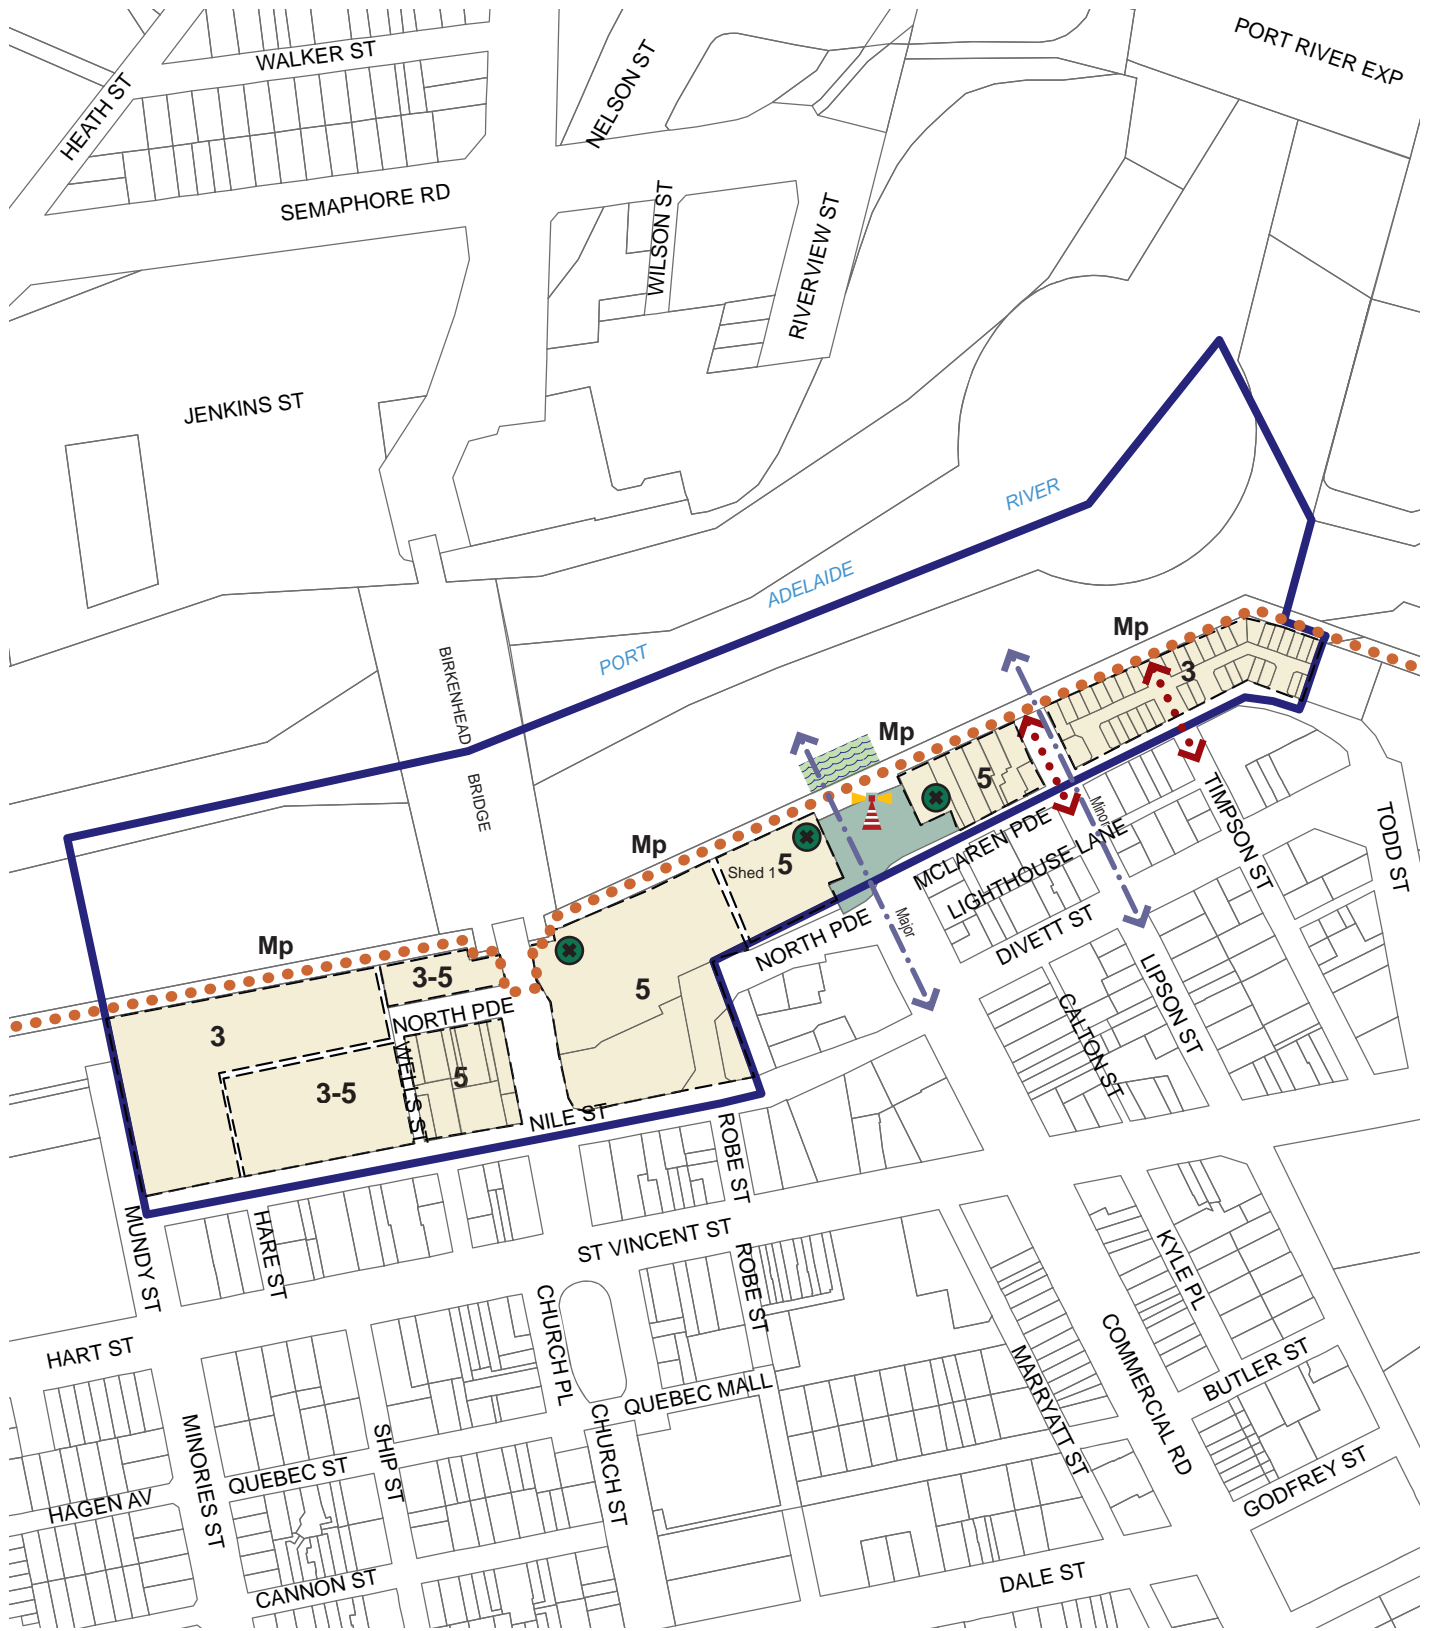 PORT RIVER EXP
WALKER ST
NELSON ST
HEATH ST
SEMAPHORE RD
WILSON ST
RIVERVIEW ST
JENKINS ST
RIVER
ADELAIDE
PORT
Mp
BIRKENHEAD
BRIDGE
3
Mp
5
Minor
MCLAREN PDE
LIGHTHOUSE LANE
TIMPSON ST
TODD ST
Mp
Shed 1
5
Major
NORTH PDE
DIVETT ST
Mp
3-5
5
NORTH PDE
3
WELLS ST
5
3-5
NILE ST
CALTON ST
LIPSON ST
ROBE ST
MUNDY ST
HARE ST
ST VINCENT ST
ROBE ST
KYLE PL
CHURCH PL
HART ST
COMMERCIAL RD
MARRYATT ST
BUTLER ST
QUEBEC MALL
MINORIES ST
SHIP ST
CHURCH ST
QUEBEC ST
HAGEN AV
GODFREY ST
CANNON ST
DALE ST